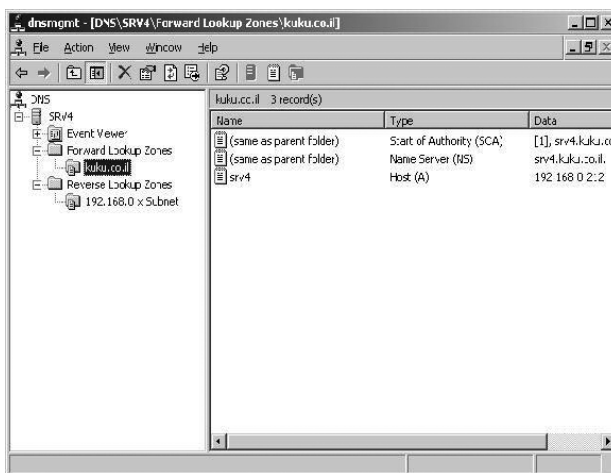 dnsmgmt - [DNS\SRV4\Forward Lookup Zones\kuku.co.il]
File Action View Window Help
DNS
SRV4
Event Viewer
Forward Lookup Zones
kuku.co.il
Reverse Lookup Zones
192.168.0.x Subnet
kuku.co.il 3 record(s)
Name Type Data
(same as parent folder) Start of Authority (SOA) [1], srv4.kuku.co
(same as parent folder) Name Server (NS) srv4.kuku.co.il.
srv4 Host (A) 192.168.0.212